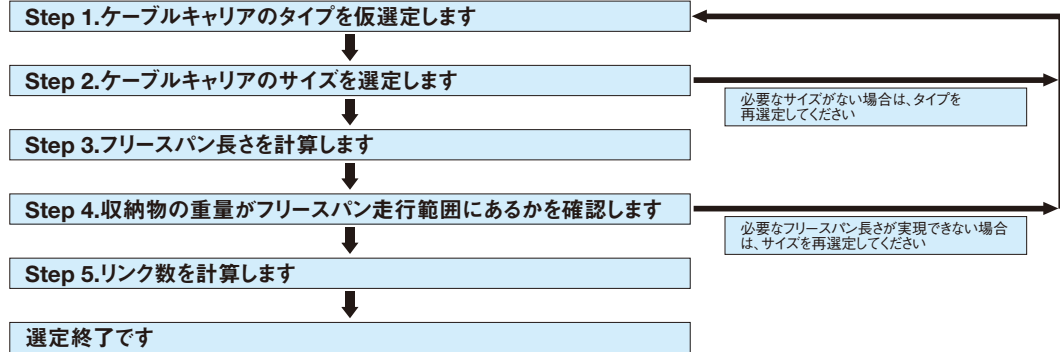 Step 1.ケーブルキャリアのタイプを仮選定します
Step 2.ケーブルキャリアのサイズを選定します
必要なサイズがない場合は、タイプを
再選定してください
Step 3.フリースパン長さを計算します
Step 4.収納物の重量がフリースパン走行範囲にあるかを確認します
必要なフリースパン長さが実現できない場合
は、サイズを再選定してください
Step 5.リンク数を計算します
選定終了です